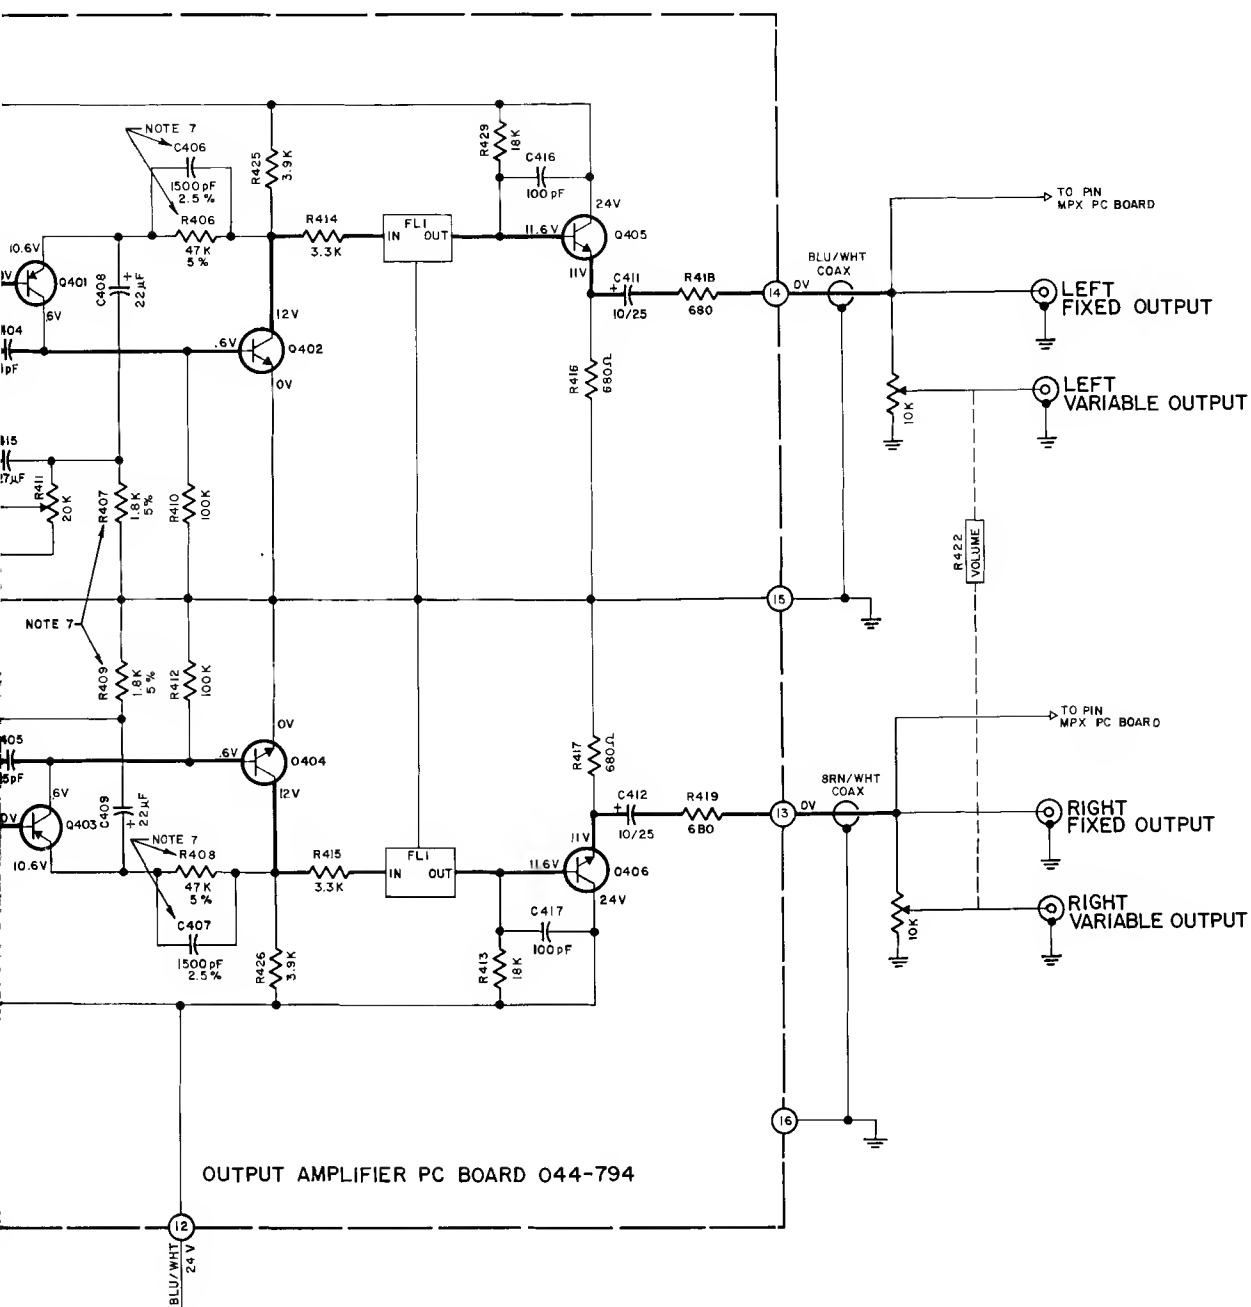 NOTE 7
C406
1500pF
2.5%
R406
47K
5%
R425
3.9K
R429
18K
C416
100pF
24V
TO PIN
MPX PC BOARD
R414
3.3K
FL1
IN OUT
11.6V
Q405
11V
10.6V
Q401
.6V
C408
+
22µF
12V
.6V
Q402
0V
C411
+
10/25
R418
680
14
0V
BLU/WHT
COAX
LEFT
FIXED OUTPUT
404
R416
680Ω
10K
LEFT
VARIABLE OUTPUT
R411
20K
R407
1.8K
5%
R410
100K
R422
VOLUME
15
NOTE 7
R409
1.8K
5%
R412
100K
TO PIN
MPX PC BOARD
0V
405
5pF
.6V
Q404
12V
R417
680Ω
.6V
0V
Q403
C409
+
22µF
10.6V
C412
+
10/25
R419
680
13
0V
BRN/WHT
COAX
RIGHT
FIXED OUTPUT
NOTE 7
R408
47K
5%
R415
3.3K
FL1
IN OUT
11V
11.6V
Q406
24V
C407
1500pF
2.5%
R426
3.9K
C417
100pF
R413
18K
10K
RIGHT
VARIABLE OUTPUT
16
OUTPUT AMPLIFIER PC BOARD 044-794
12
BLU/WHT
24V